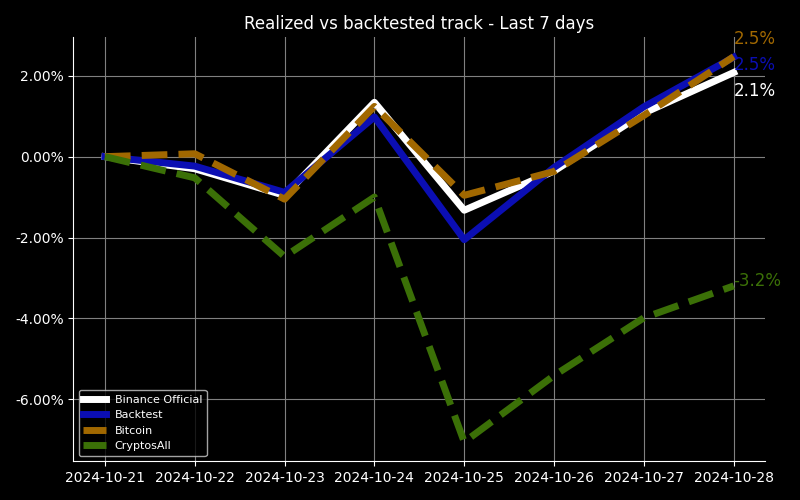 Realized vs backtested track - Last 7 days
2.5%
2.5%
2.1%
-3.2%
2.00%
0.00%
-2.00%
-4.00%
-6.00%
Binance Official
Backtest
Bitcoin
CryptosAll
2024-10-21 2024-10-22 2024-10-23 2024-10-24 2024-10-25 2024-10-26 2024-10-27 2024-10-28